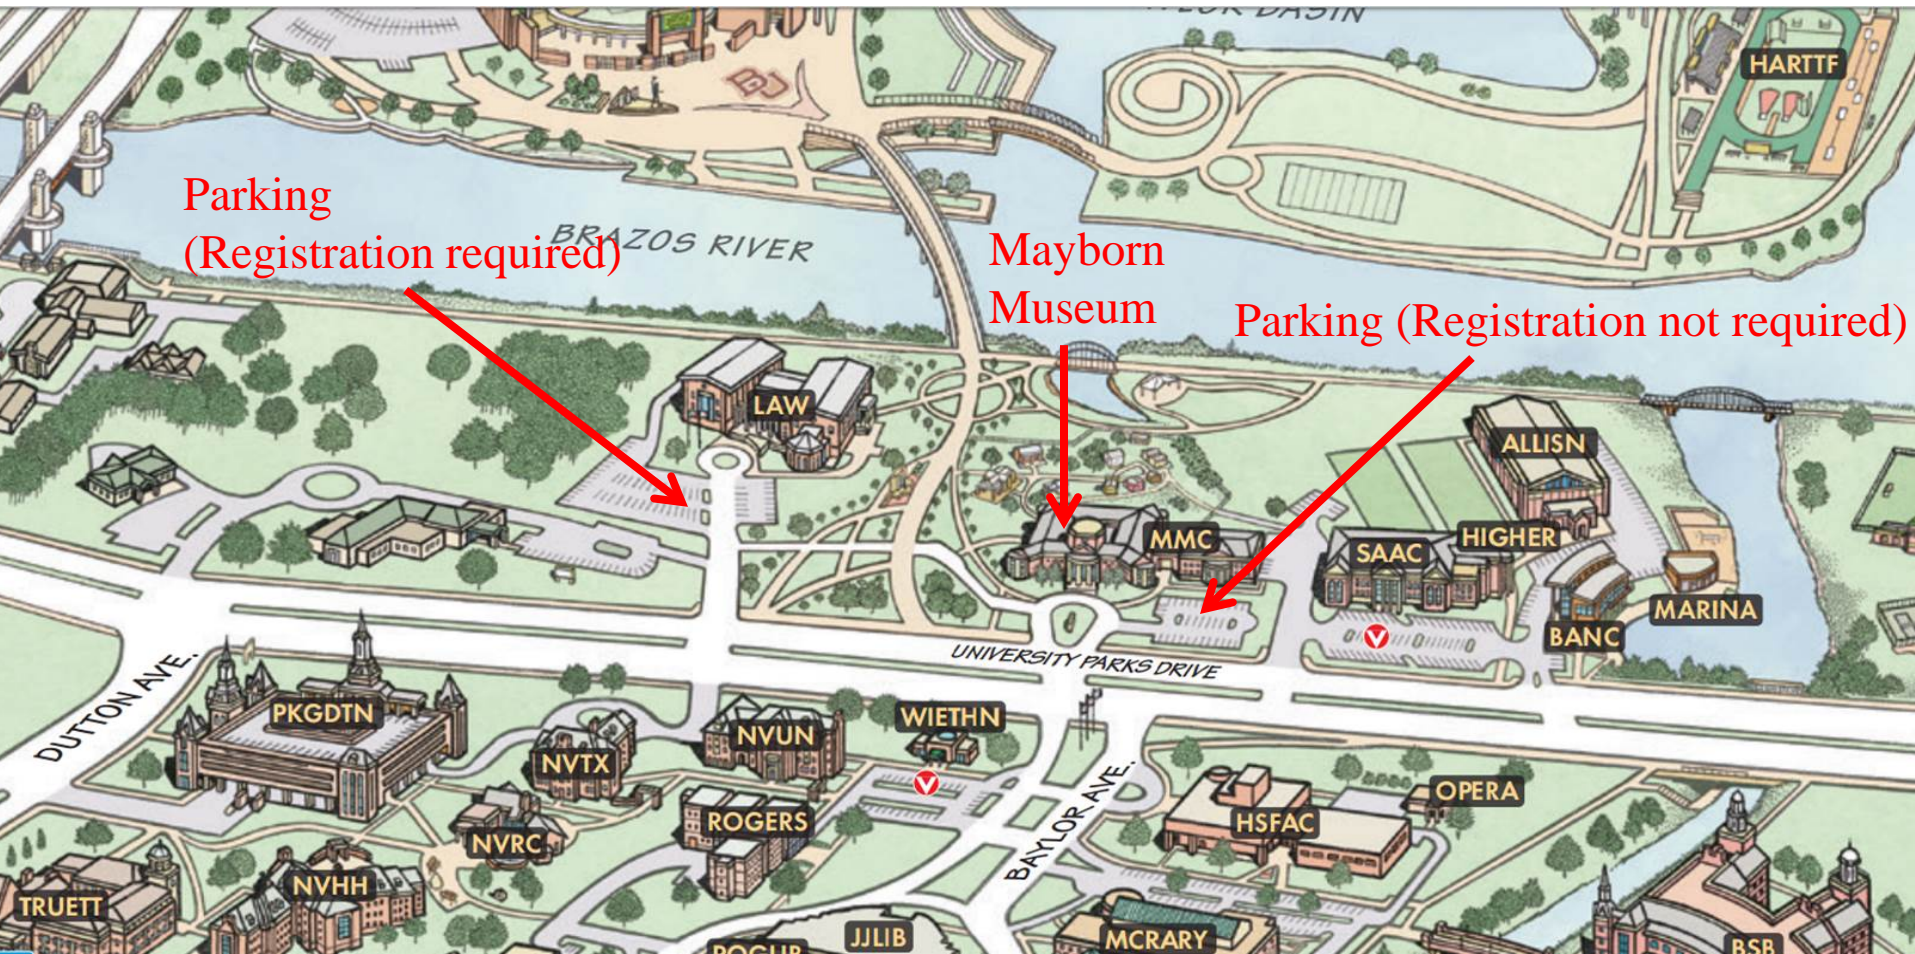 HARTTF
BU
Parking
(Registration required)
BRAZOS RIVER
Mayborn
Museum
Parking (Registration not required)
LAW
ALLISN
MMC
SAAC
HIGHER
MARINA
BANC
V
UNIVERSITY PARKS DRIVE
DUTTON AVE.
PKGDTN
NVTX
NVUN
WIETHN
V
BAYLOR AVE.
OPERA
HSFAC
ROGERS
NVRC
NVHH
TRUETT
JJLIB
MCRARY
BSB